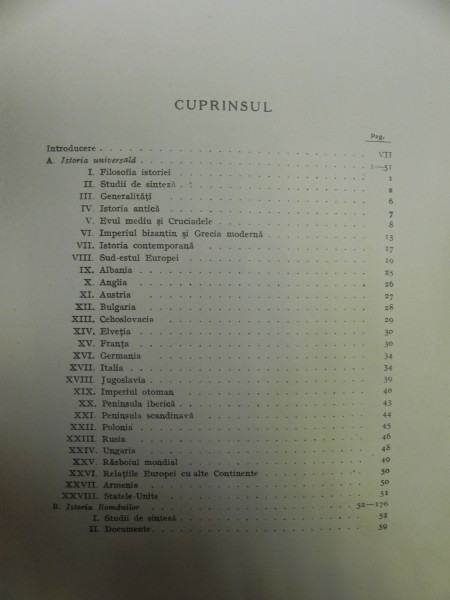 CUPRINSUL
Pag.
Introducere . . . . . . . . . . . . . . . . . . VII
A. Istoria universală . . . . . . . . . . . . . . . . 1—51
I. Filosofia istoriei . . . . . . . . . . . . . . . 1
II. Studii de sinteză . . . . . . . . . . . . . . . 2
III. Generalități . . . . . . . . . . . . . . . . 6
IV. Istoria antică . . . . . . . . . . . . . . . . 7
V. Evul mediu și Cruciadele . . . . . . . . . . . . 8
VI. Imperiul bizantin și Grecia modernă . . . . . . . . 13
VII. Istoria contemporană . . . . . . . . . . . . . 17
VIII. Sud-estul Europei . . . . . . . . . . . . . . 19
IX. Albania . . . . . . . . . . . . . . . . . . 25
X. Anglia . . . . . . . . . . . . . . . . . . 26
XI. Austria . . . . . . . . . . . . . . . . . . 27
XII. Bulgaria . . . . . . . . . . . . . . . . . . 28
XIII. Cehoslovacia . . . . . . . . . . . . . . . . 29
XIV. Elveția . . . . . . . . . . . . . . . . . . 30
XV. Franța . . . . . . . . . . . . . . . . . . 30
XVI. Germania . . . . . . . . . . . . . . . . . 34
XVII. Italia . . . . . . . . . . . . . . . . . . 34
XVIII. Jugoslavia . . . . . . . . . . . . . . . . . 39
XIX. Imperiul otoman . . . . . . . . . . . . . . . 40
XX. Peninsula iberică . . . . . . . . . . . . . . . 43
XXI. Peninsula scandinavă . . . . . . . . . . . . . 44
XXII. Polonia . . . . . . . . . . . . . . . . . . 45
XXIII. Rusia . . . . . . . . . . . . . . . . . . 46
XXIV. Ungaria . . . . . . . . . . . . . . . . . . 48
XXV. Războiul mondial . . . . . . . . . . . . . . . 49
XXVI. Relațiile Europei cu alte Continente . . . . . . . . 50
XXVII. Armenia . . . . . . . . . . . . . . . . . . 50
XXVIII. Statele-Unite . . . . . . . . . . . . . . . . 51
B. Istoria Românilor . . . . . . . . . . . . . . . . 52—176
I. Studii de sinteză . . . . . . . . . . . . . . . 52
II. Documente . . . . . . . . . . . . . . . . . 59